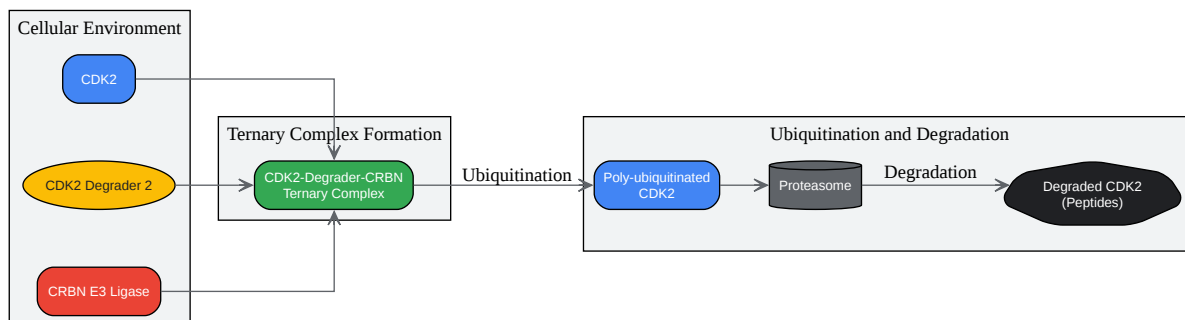 Cellular Environment
CDK2
CDK2 Degrader 2
CRBN E3 Ligase
Ternary Complex Formation
CDK2-Degrader-CRBN
Ternary Complex
Ubiquitination
Ubiquitination and Degradation
Poly-ubiquitinated
CDK2
Proteasome
Degradation
Degraded CDK2
(Peptides)